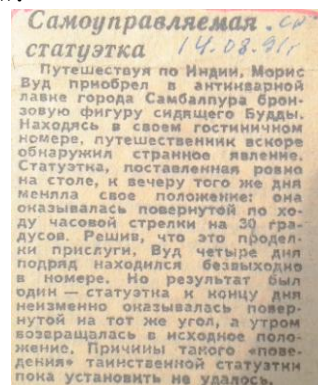 Самоуправляемая
статуэтка 14.08.91г
Путешествуя по Индии, Морис
Вуд приобрел в антикварной
лавке города Самбалпура брон-
зовую фигуру сидящего Будды.
Находясь в своем гостиничном
номере, путешественник вскоре
обнаружил странное явление.
Статуэтка, поставленная ровно
на столе, к вечеру того же дня
меняла свое положение: она
оказывалась повернутой по хо-
ду часовой стрелки на 30 гра-
дусов. Решив, что это продел-
ки прислуги, Вуд четыре дня
подряд находился безвыходно
в номере. Но результат был
один — статуэтка к концу дня
неизменно оказывалась повер-
нутой на тот же угол, а утром
возвращалась в исходное поло-
жение. Причины такого «пове-
дения» таинственной статуэтки
пока установить не удалось.